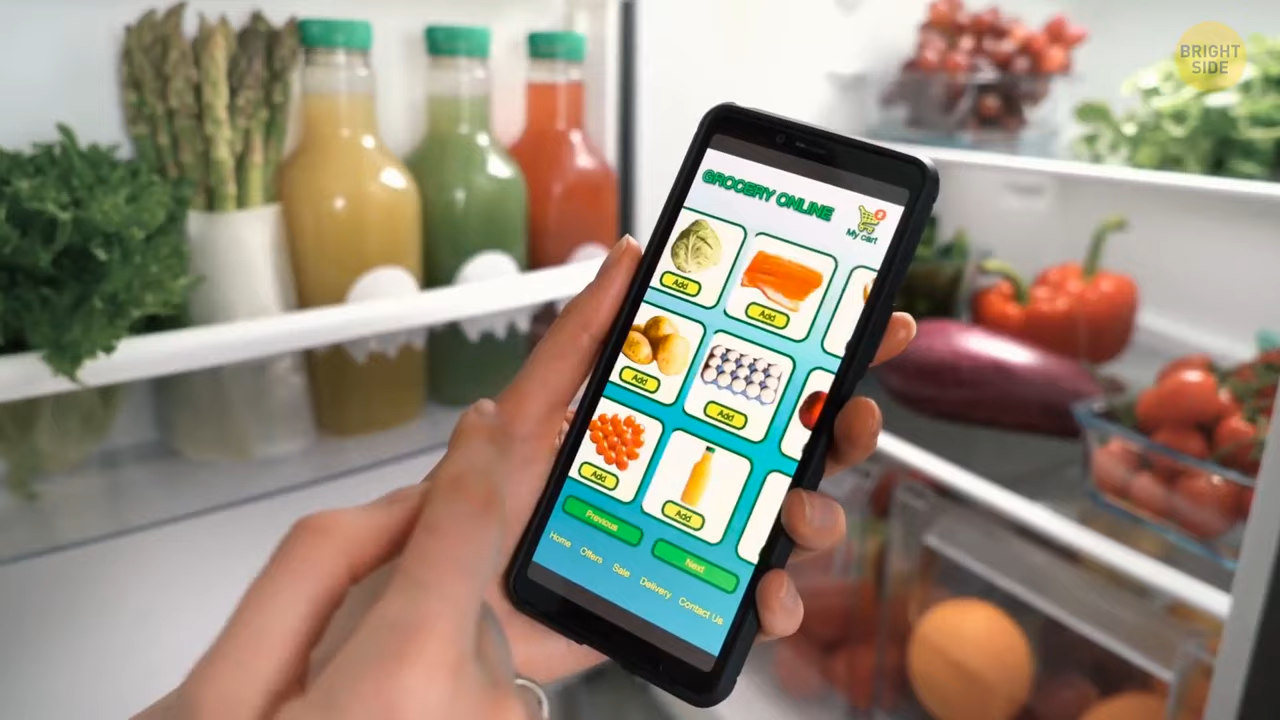 BRIGHT
SIDE
GROCERY ONLINE
My cart
Add
Add
Add
Add
Add
Add
Previous
Next
Home
Offers
Sale
Delivery
Contact Us